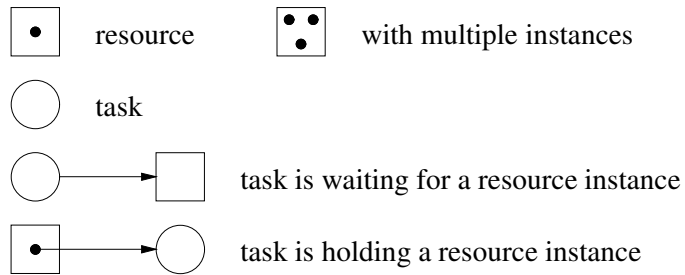 resource with multiple instances
task
task is waiting for a resource instance
task is holding a resource instance